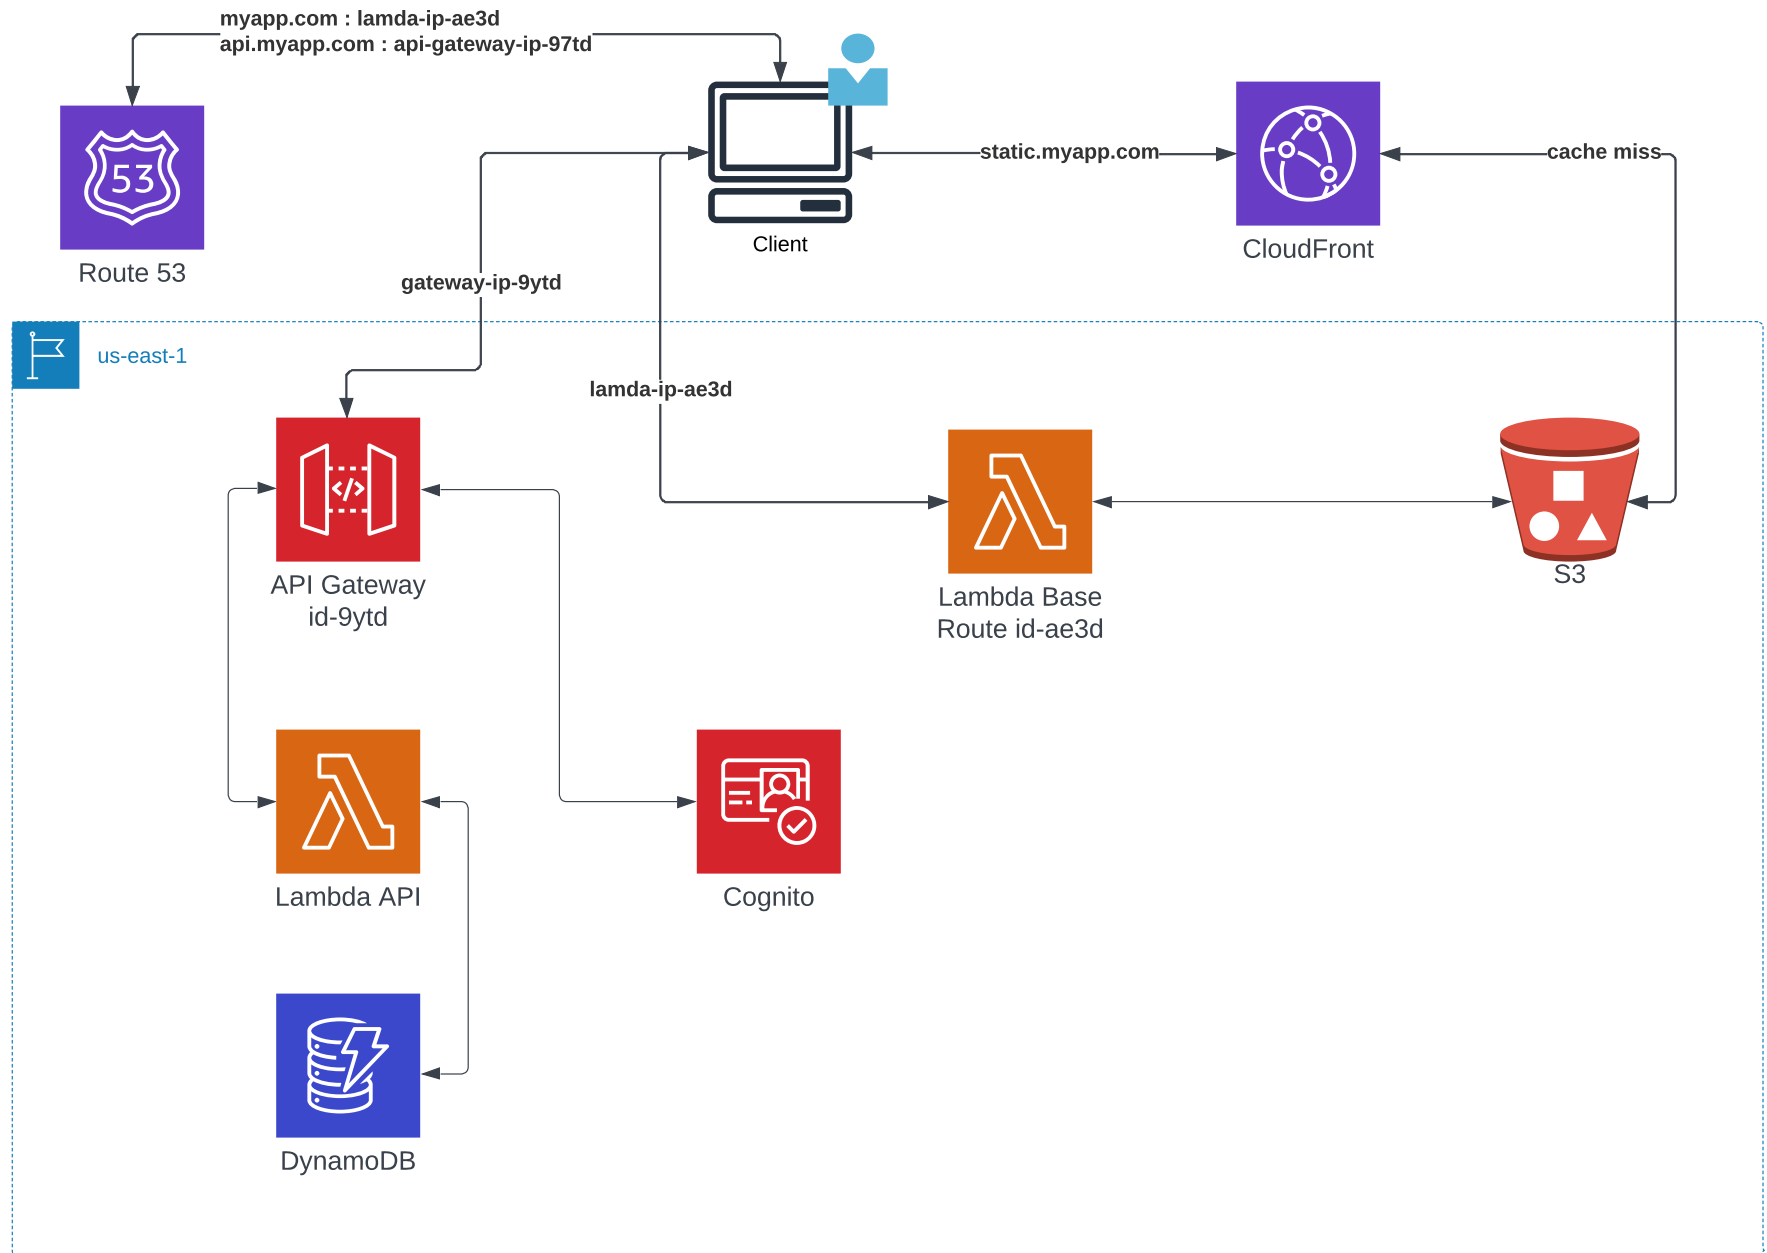 myapp.com : lamda-ip-ae3d
api.myapp.com : api-gateway-ip-97td
53
Route 53
Client
static.myapp.com
CloudFront
cache miss
gateway-ip-9ytd
us-east-1
lamda-ip-ae3d
API Gateway
id-9ytd
Lambda Base
Route id-ae3d
S3
Lambda API
Cognito
DynamoDB